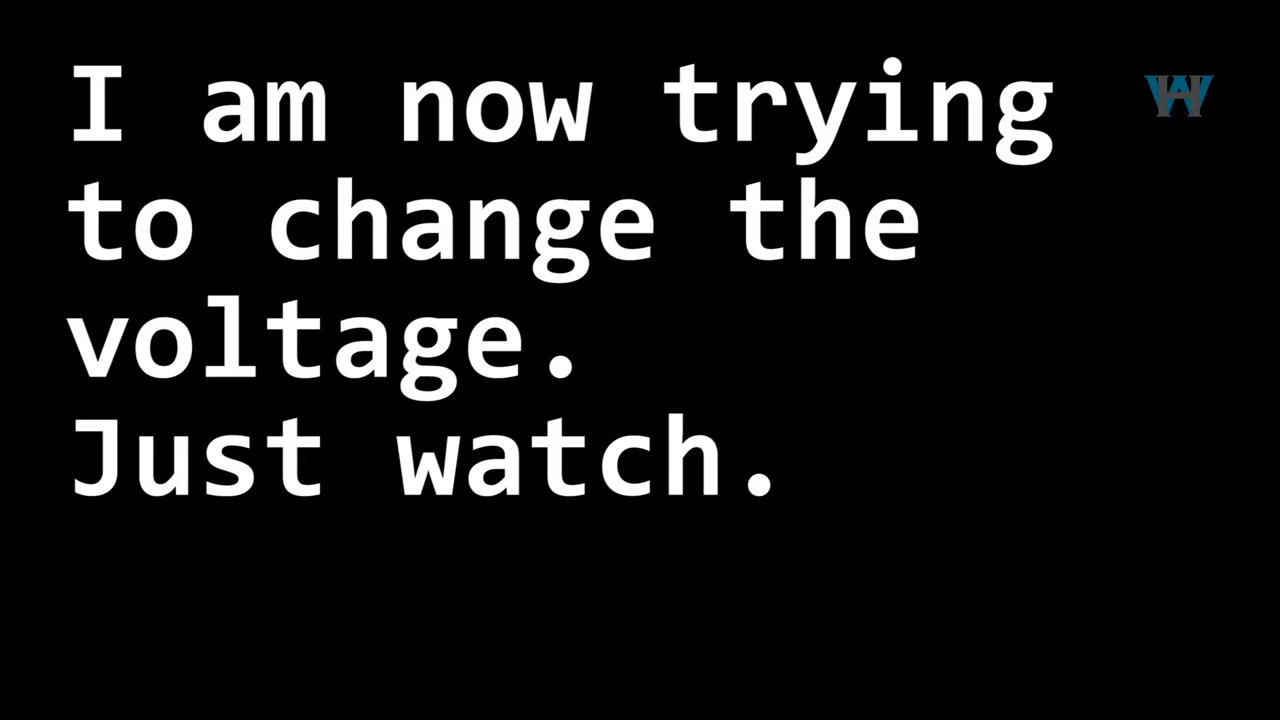 I am now trying
to change the
voltage.
Just watch.